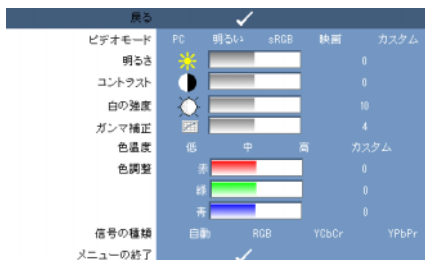 戻る
ビデオモード PC 明るい sRGB 映画 カスタム
明るさ 0
コントラスト 0
白の強度 10
ガンマ補正 4
色温度 低 中 高 カスタム
色調整 赤 0
緑 0
青 0
信号の種類 自動 RGB YCbCr YPbPr
メニューの終了